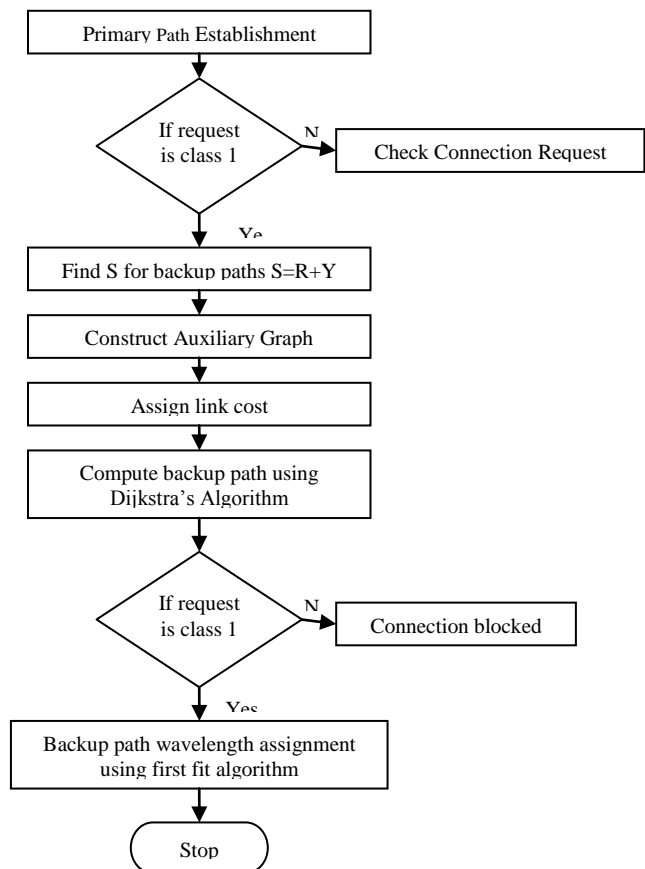 Primary Path Establishment
If request
is class 1
N
Check Connection Request
Ye
Find S for backup paths S=R+Y
Construct Auxiliary Graph
Assign link cost
Compute backup path using
Dijkstra's Algorithm
If request
is class 1
N
Connection blocked
Yes
Backup path wavelength assignment
using first fit algorithm
Stop